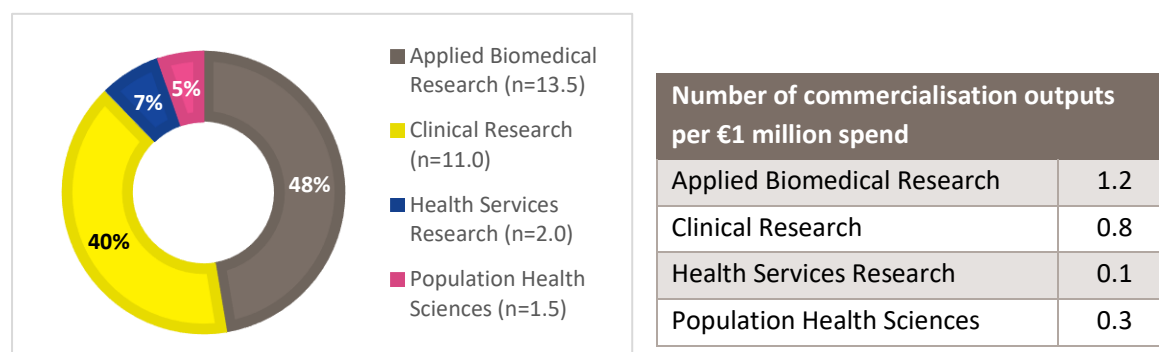 48%
40%
7%
5%
Applied Biomedical
Research (n=13.5)
Clinical Research
(n=11.0)
Health Services
Research (n=2.0)
Population Health
Sciences (n=1.5)
Number of commercialisation outputs
per €1 million spend
Applied Biomedical Research 1.2
Clinical Research 0.8
Health Services Research 0.1
Population Health Sciences 0.3